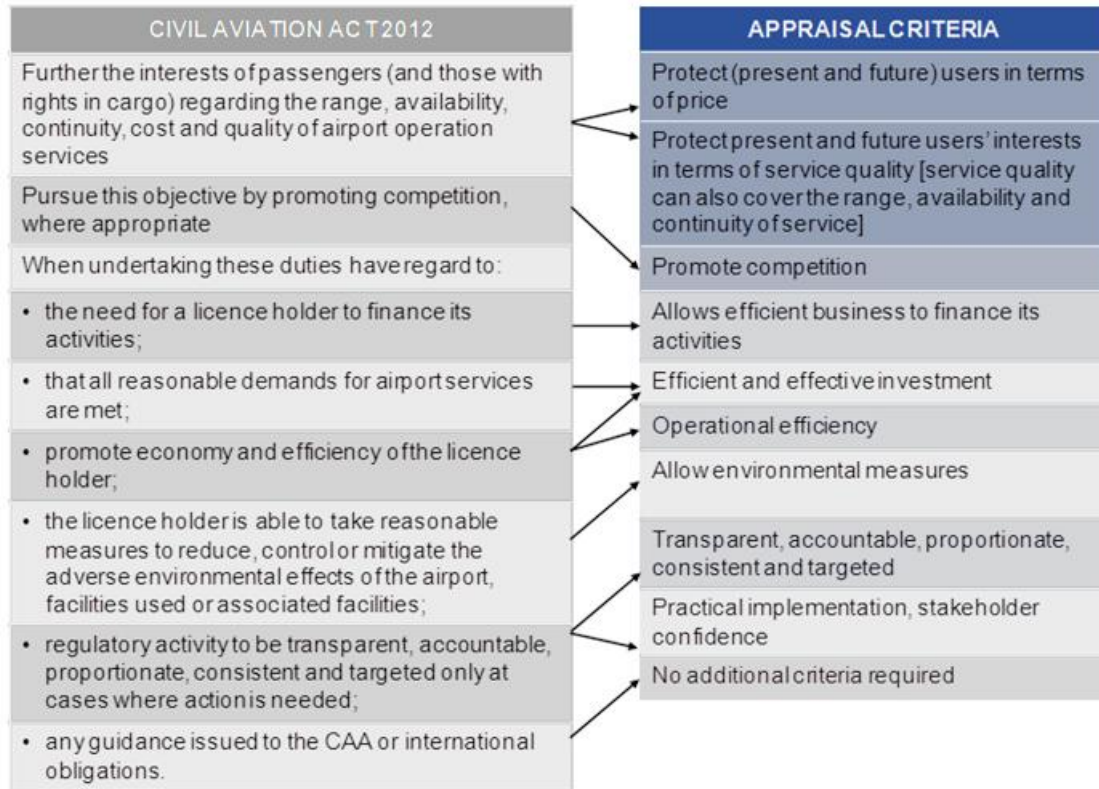 CIVIL AVIATION ACT 2012
Further the interests of passengers (and those with
rights in cargo) regarding the range, availability,
continuity, cost and quality of airport operation
services
Pursue this objective by promoting competition,
where appropriate
When undertaking these duties have regard to:
• the need for a licence holder to finance its
activities;
• that all reasonable demands for airport services
are met;
• promote economy and efficiency of the licence
holder;
• the licence holder is able to take reasonable
measures to reduce, control or mitigate the
adverse environmental effects of the airport,
facilities used or associated facilities;
• regulatory activity to be transparent, accountable,
proportionate, consistent and targeted only at
cases where action is needed;
• any guidance issued to the CAA or international
obligations.
APPRAISAL CRITERIA
Protect (present and future) users in terms
of price
Protect present and future users' interests
in terms of service quality [service quality
can also cover the range, availability and
continuity of service]
Promote competition
Allows efficient business to finance its
activities
Efficient and effective investment
Operational efficiency
Allow environmental measures
Transparent, accountable, proportionate,
consistent and targeted
Practical implementation, stakeholder
confidence
No additional criteria required